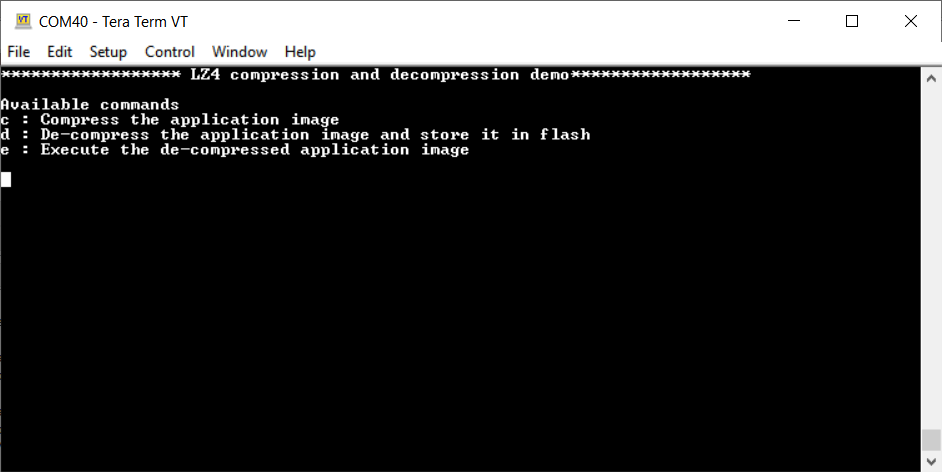 COM40 - Tera Term VT
File Edit Setup Control Window Help
****************** LZ4 compression and decompression demo******************
Available commands
c : Compress the application image
d : De-compress the application image and store it in flash
e : Execute the de-compressed application image